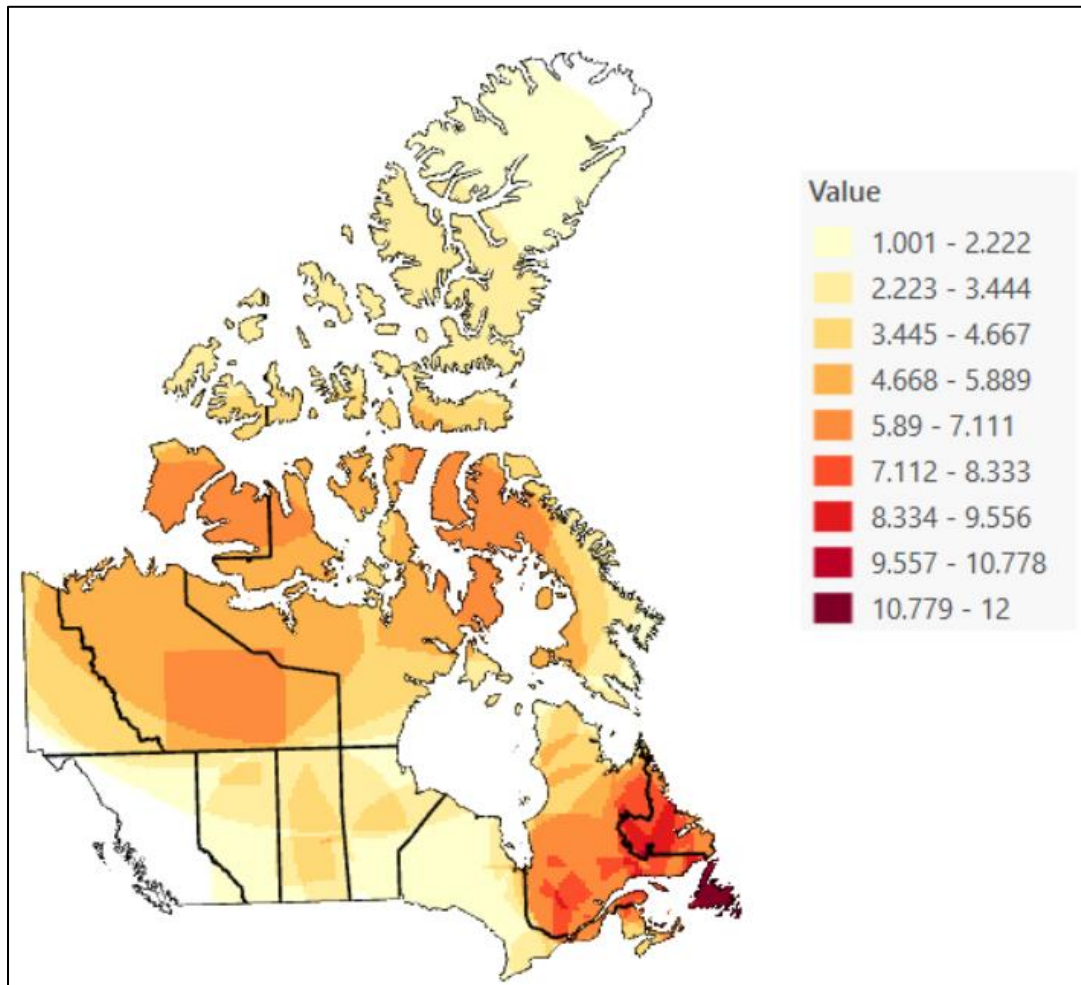 Value
1.001 - 2.222
2.223 - 3.444
3.445 - 4.667
4.668 - 5.889
5.89 - 7.111
7.112 - 8.333
8.334 - 9.556
9.557 - 10.778
10.779 - 12